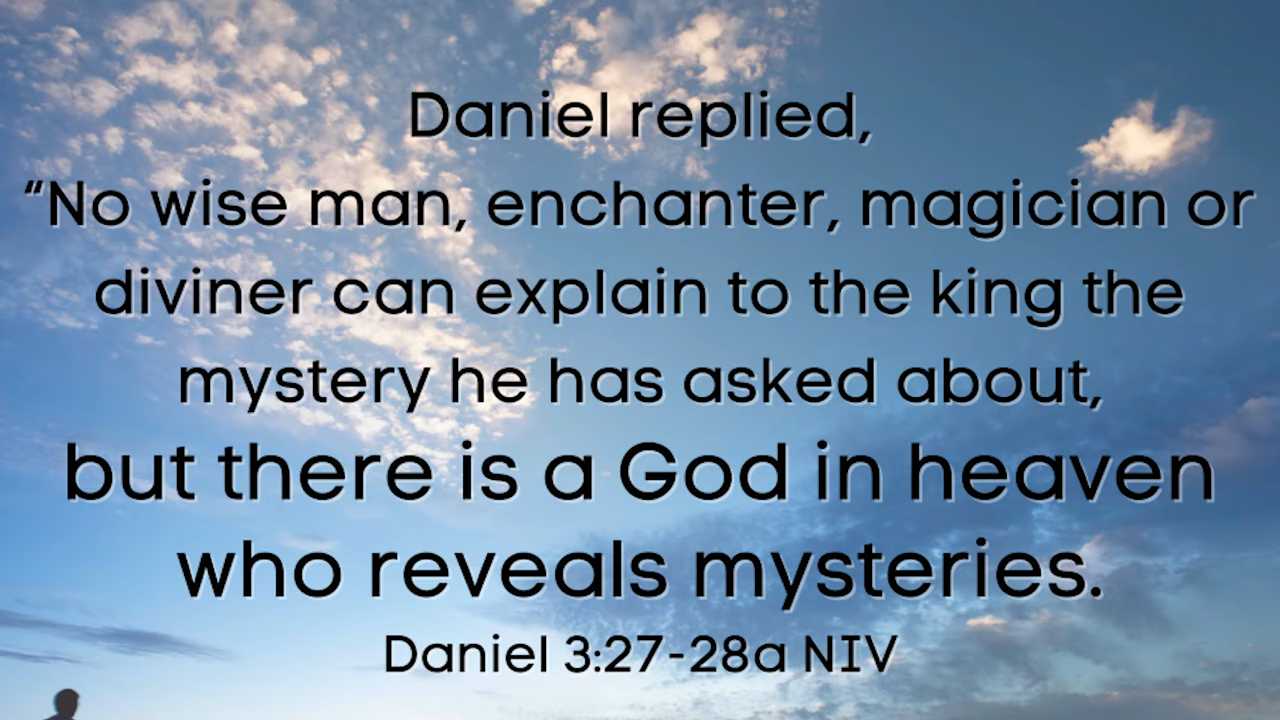 Daniel replied,
“No wise man, enchanter, magician or
diviner can explain to the king the
mystery he has asked about,
but there is a God in heaven
who reveals mysteries.
Daniel 3:27-28a NIV